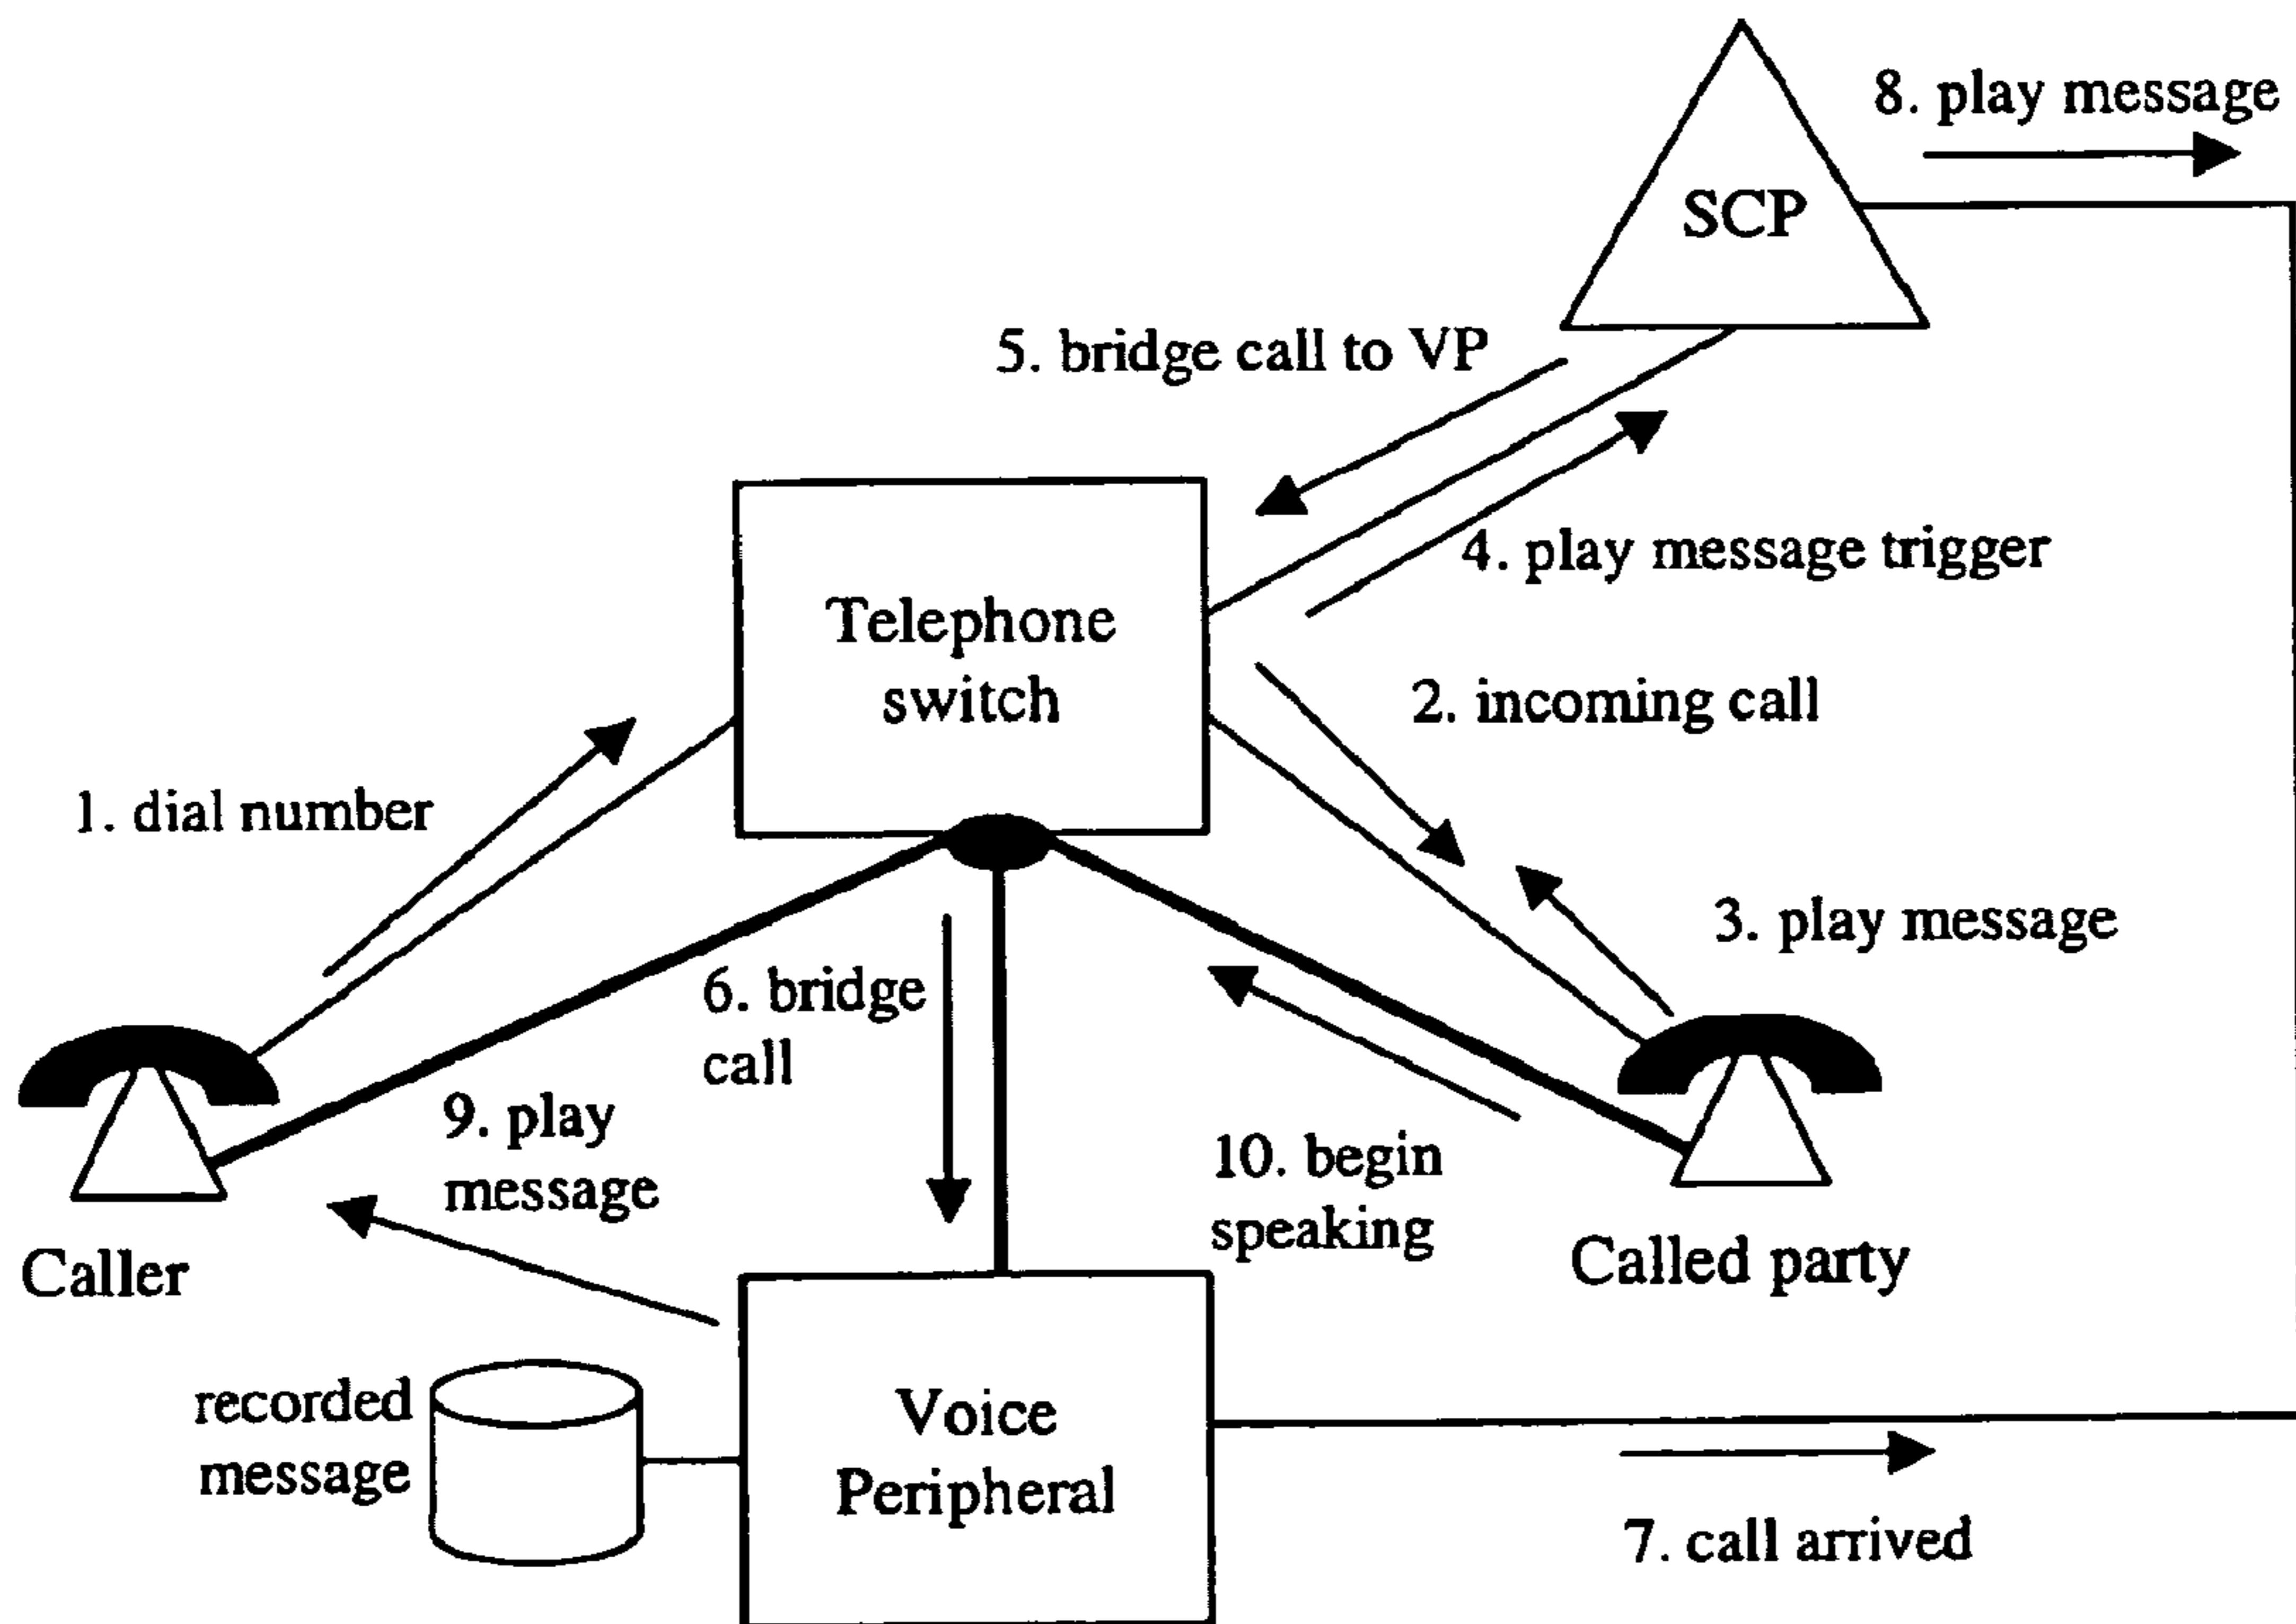 8. play message
SCP
5. bridge call to VP
4. play message trigger
Telephone
switch
2. incoming call
1. dial number
3. play message
6. bridge
call
9. play
message
10. begin
speaking
Caller
Called party
recorded
message
Voice
Peripheral
7. call arrived